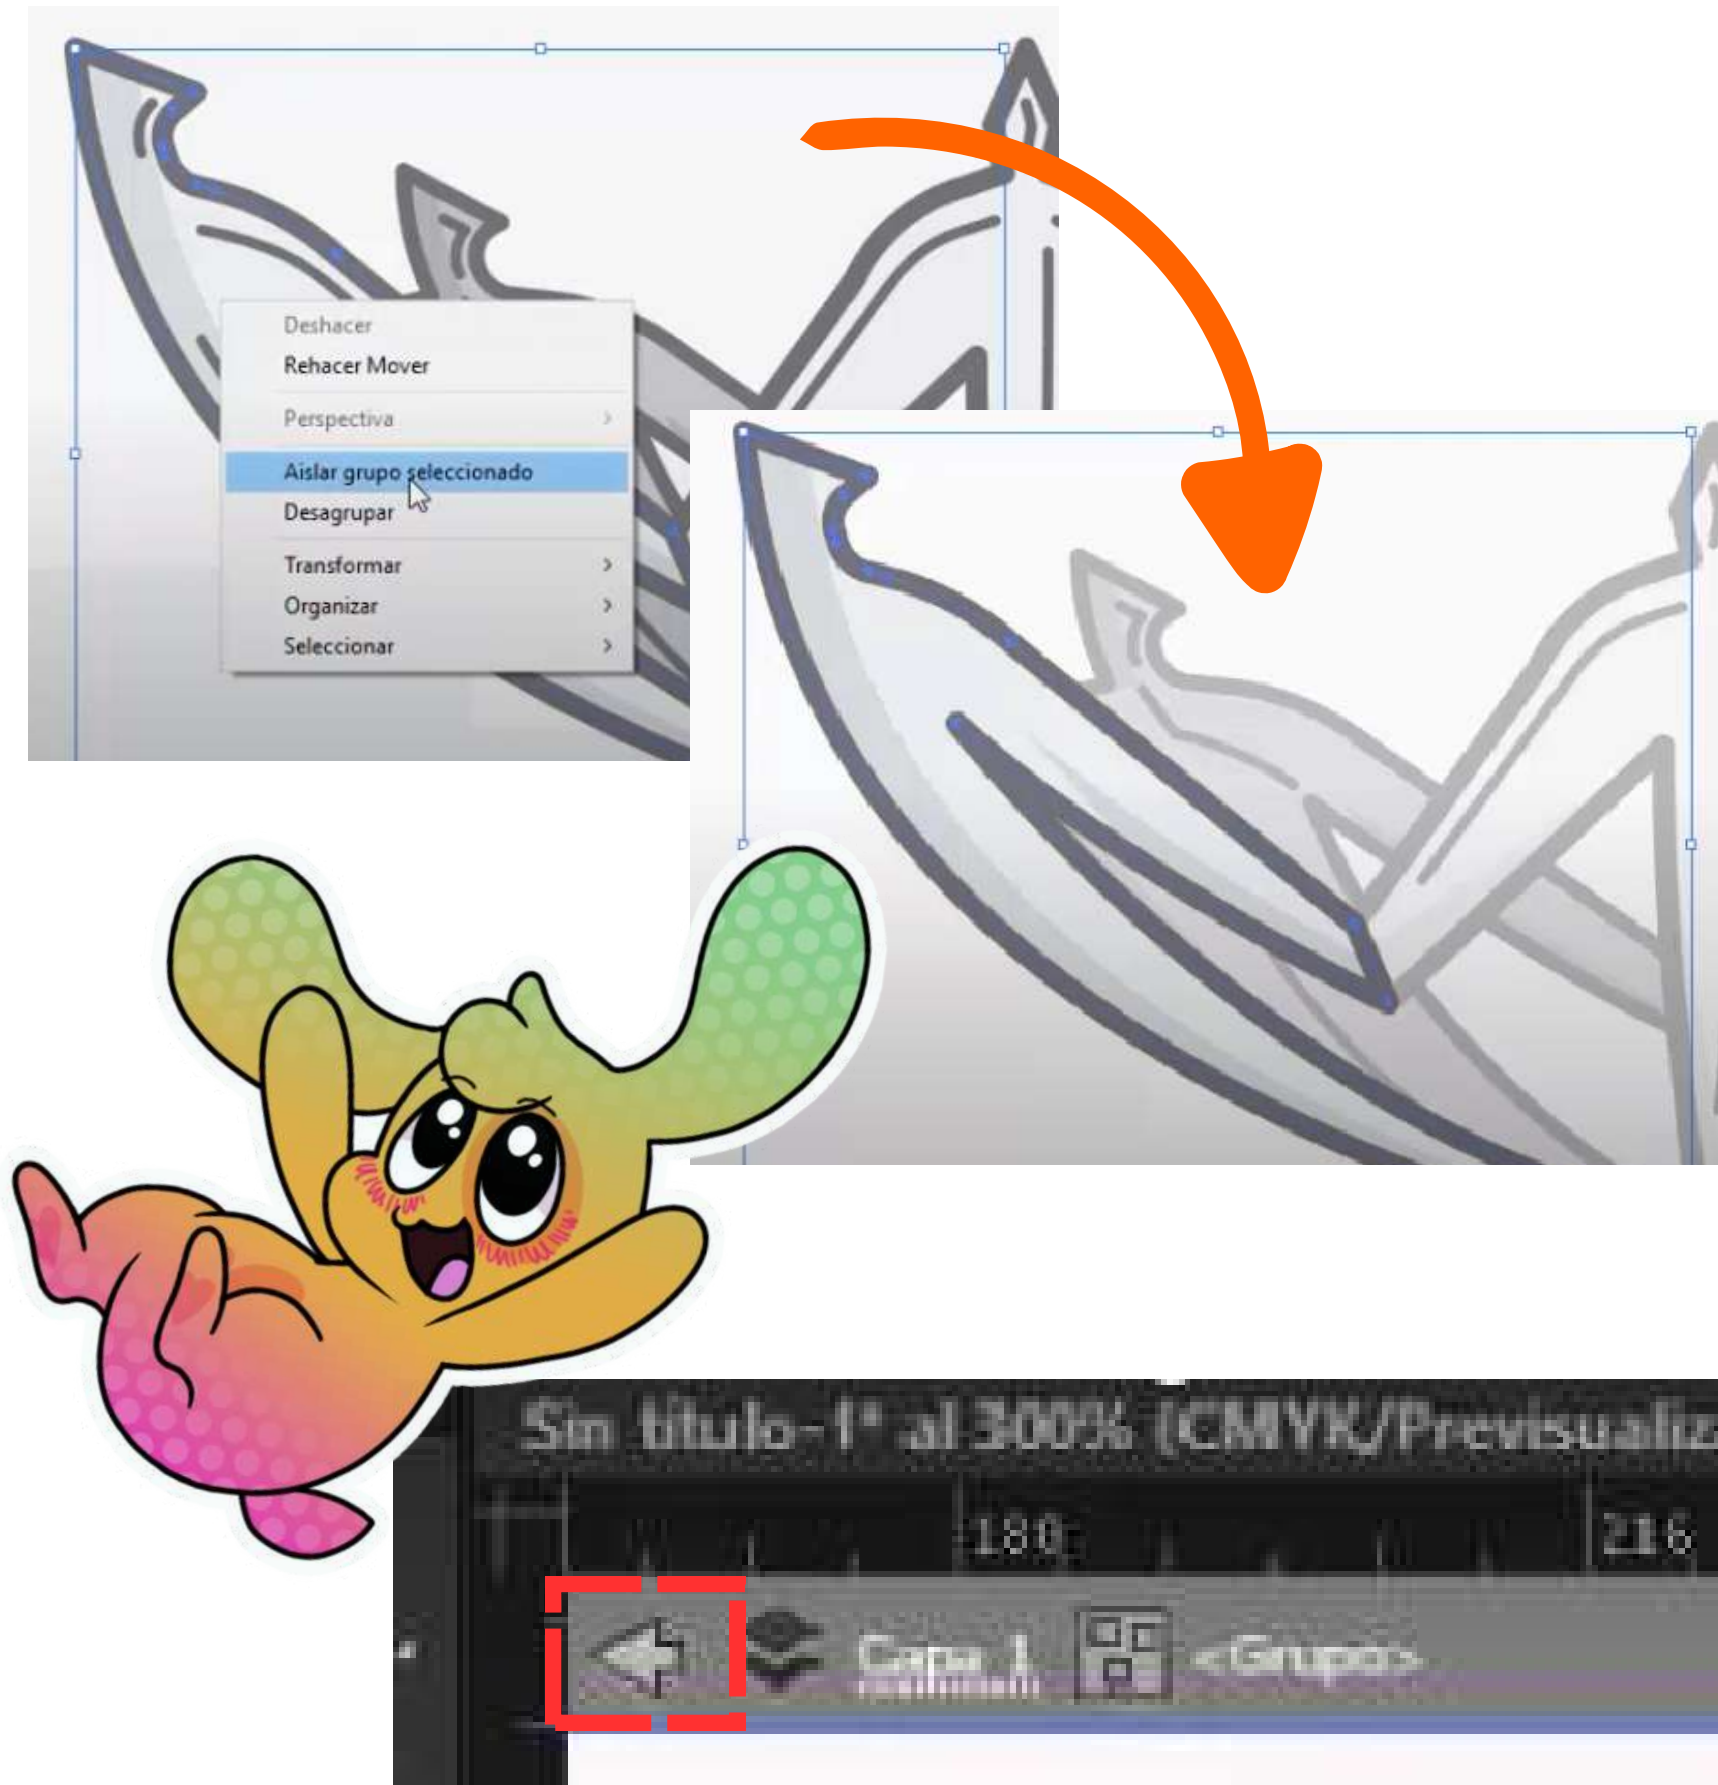 Deshacer
Rehacer Mover
Perspectiva
Aislar grupo seleccionado
Desagrupar
Transformar
Organizar
Seleccionar
Sin título-1* al 300% (CMYK/Previsualiz
180
216
Capa 1 <Grupo>